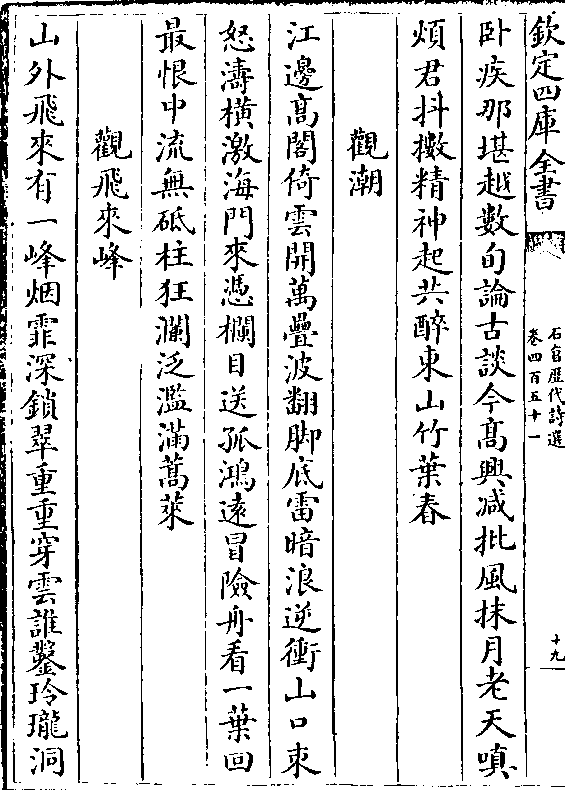 欽定四庫全書
石倉歷代詩選
卷四百五十一
十九
卧疾那堪越數旬論古談今髙興减批風抹月老天嗔
煩君抖擻精神起共醉東山竹葉春
觀潮
江邊髙閣倚雲開萬疊波翻脚底雷暗浪逆衝山口束
怒濤橫激海門來憑欄目送孤鴻遠冒險舟看一葉回
最恨中流無砥柱狂瀾泛濫滿蒿萊
觀飛來峰
山外飛來有一峰烟霏深鎖翠重重穿雲誰鑿玲瓏洞